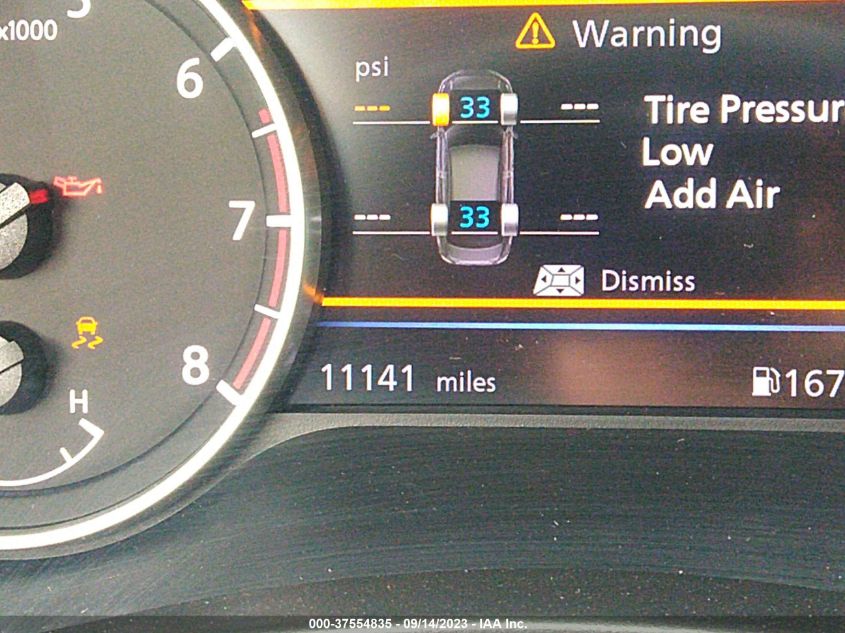 5
x1000
6
7
8
H
Warning
psi
--- 33 ---
--- 33 ---
Tire Pressur
Low
Add Air
Dismiss
11141 miles
167
000-37554835 - 09/14/2023 - IAA Inc.